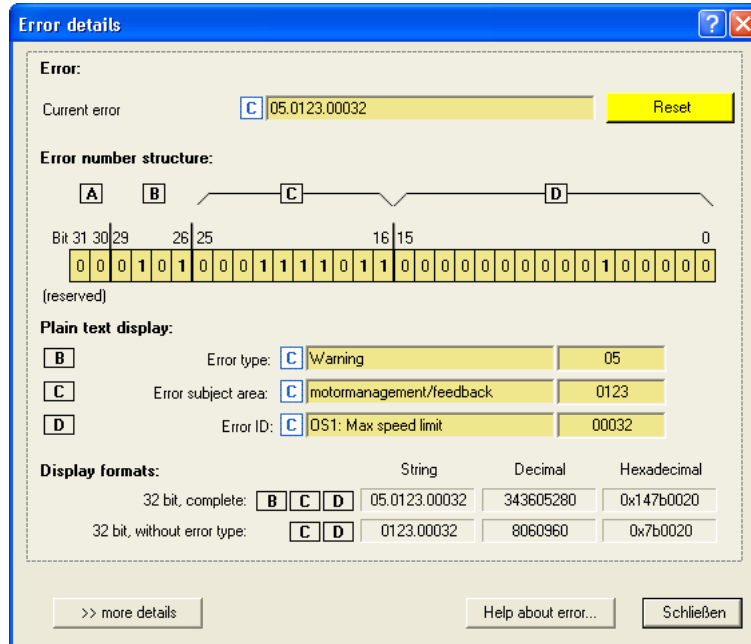 Error details
Error:
Current error C 05.0123.00032 Reset
Error number structure:
A B C D
Bit 31 30 29 26 25 16 15 0
0 0 0 1 0 1 0 0 0 1 1 1 1 0 1 1 0 0 0 0 0 0 0 0 0 0 1 0 0 0 0 0
(reserved)
Plain text display:
B Error type: C Warning 05
C Error subject area: C motormanagement/feedback 0123
D Error ID: C OS1: Max speed limit 00032
Display formats: String Decimal Hexadecimal
32 bit, complete: B C D 05.0123.00032 343605280 0x147b0020
32 bit, without error type: C D 0123.00032 8060960 0x7b0020
>> more details Help about error... Schließen